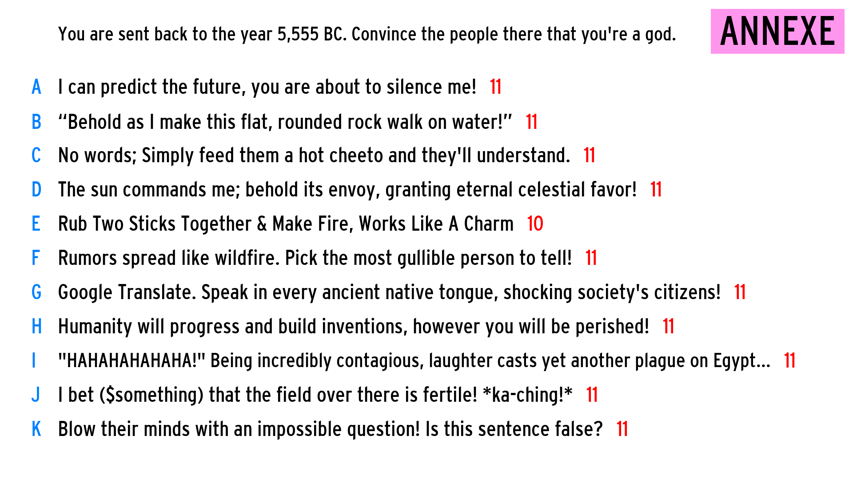 You are sent back to the year 5,555 BC. Convince the people there that you're a god.
ANNEXE
A I can predict the future, you are about to silence me! 11
B “Behold as I make this flat, rounded rock walk on water!” 11
C No words; Simply feed them a hot cheeto and they'll understand. 11
D The sun commands me; behold its envoy, granting eternal celestial favor! 11
E Rub Two Sticks Together & Make Fire, Works Like A Charm 10
F Rumors spread like wildfire. Pick the most gullible person to tell! 11
G Google Translate. Speak in every ancient native tongue, shocking society's citizens! 11
H Humanity will progress and build inventions, however you will be perished! 11
I "HAHAHAHAHAHA!" Being incredibly contagious, laughter casts yet another plague on Egypt... 11
J I bet ($something) that the field over there is fertile! *ka-ching!* 11
K Blow their minds with an impossible question! Is this sentence false? 11